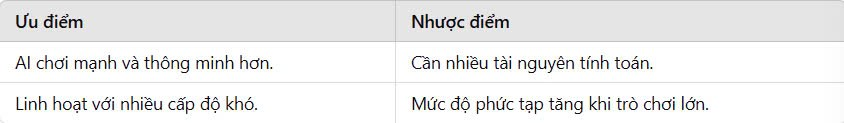 Ưu điểm Nhược điểm
AI chơi mạnh và thông minh hơn. Cần nhiều tài nguyên tính toán.
Linh hoạt với nhiều cấp độ khó. Mức độ phức tạp tăng khi trò chơi lớn.